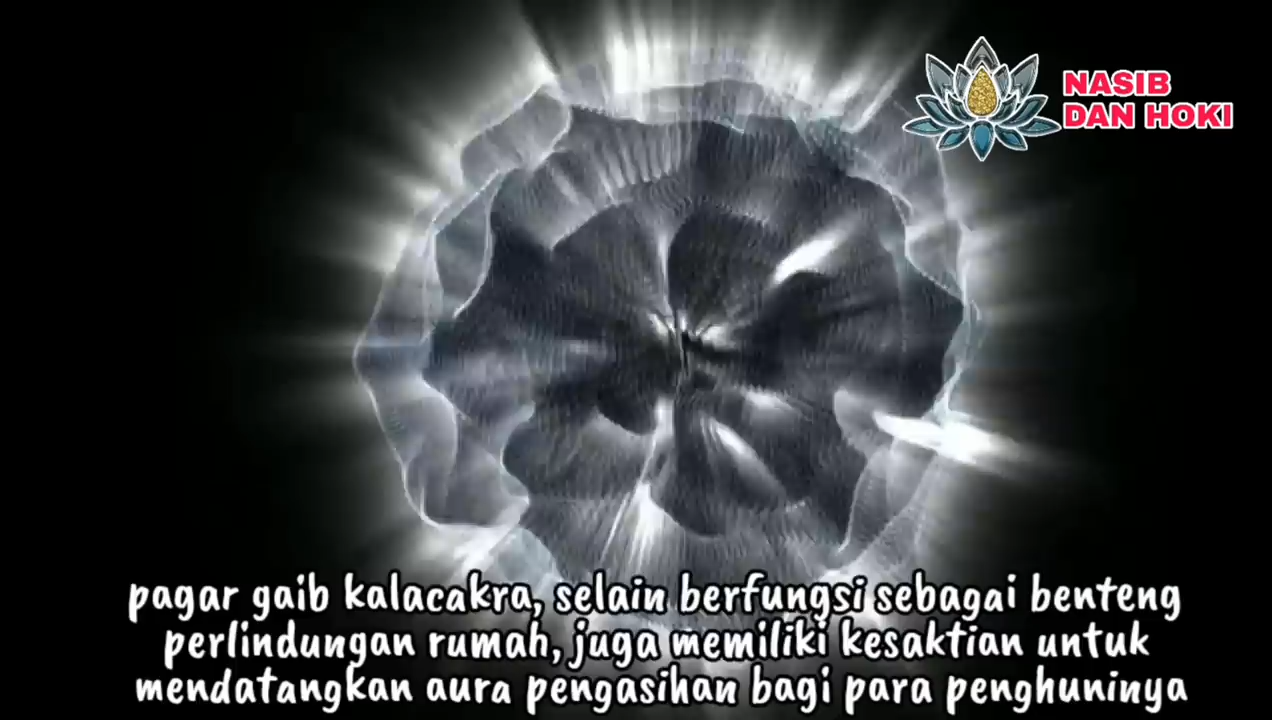 NASIB
DAN HOKI
pagar gaib kalacakra, selain berfungsi sebagai benteng
perlindungan rumah, juga memiliki kesaktian untuk
mendatangkan aura pengasihan bagi para penghuninya